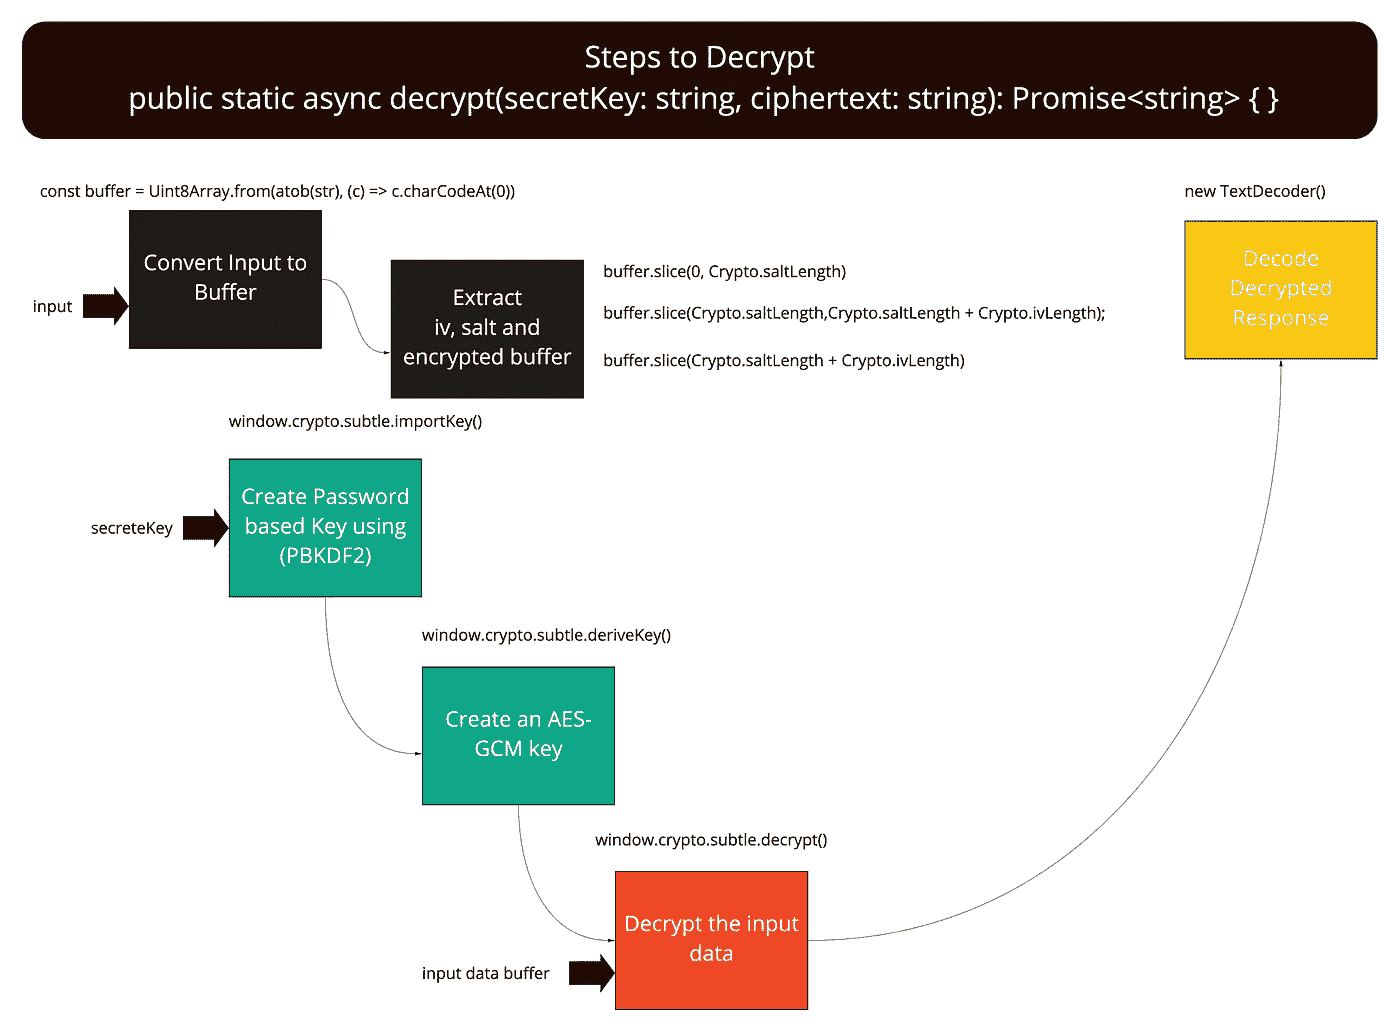 Steps to Decrypt
public static async decrypt(secretKey: string, ciphertext: string): Promise<string> { }
const buffer = Uint8Array.from(atob(str), (c) => c.charCodeAt(0))
new TextDecoder()
Convert Input to
Buffer
input
Extract
iv, salt and
encrypted buffer
buffer.slice(0, Crypto.saltLength)
buffer.slice(Crypto.saltLength,Crypto.saltLength + Crypto.ivLength);
buffer.slice(Crypto.saltLength + Crypto.ivLength)
Decode
Decrypted
Response
window.crypto.subtle.importKey()
Create Password
based Key using
(PBKDF2)
secreteKey
window.crypto.subtle.deriveKey()
Create an AES-
GCM key
window.crypto.subtle.decrypt()
Decrypt the input
data
input data buffer